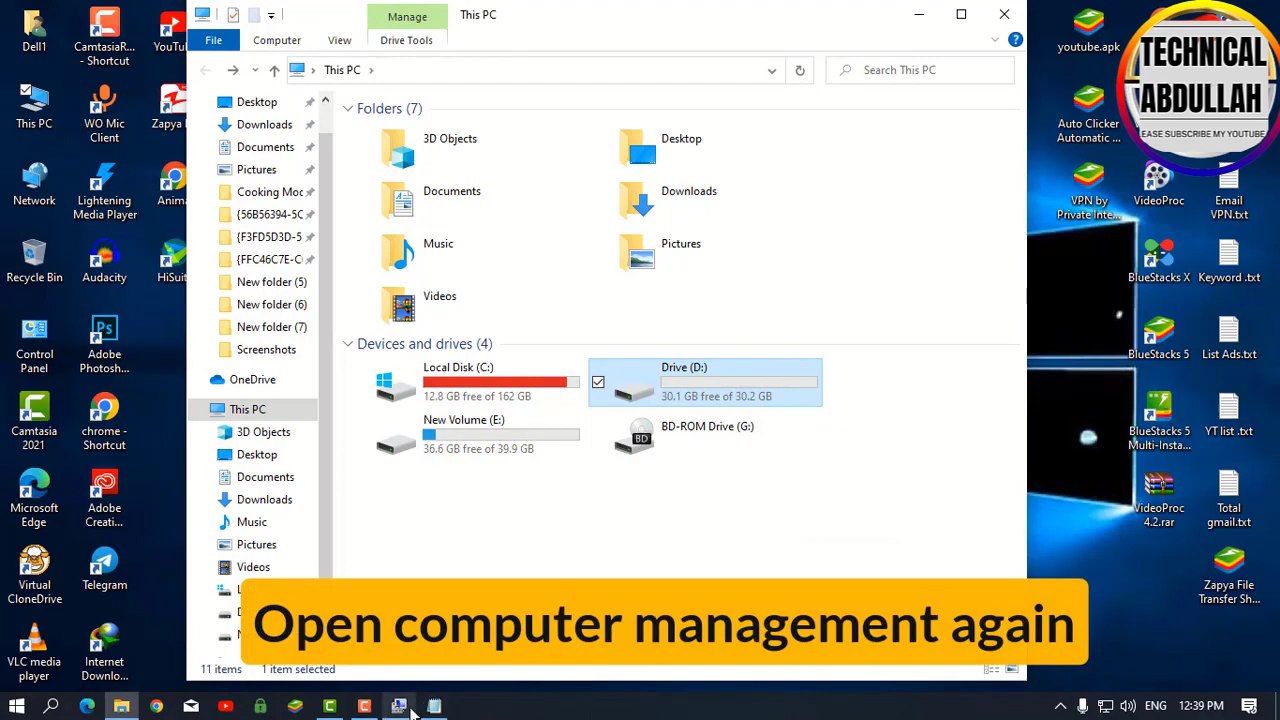 Manage
This PC
File
Computer
View
Drive Tools
This PC
Search This PC
Desktop
Downloads
Documents
Pictures
Cooking Moc
{56B56394-5C
{F3FD5D3D-5
{FFC46C7E-C
New folder (5)
New folder (6)
New folder (7)
Screenshots
OneDrive
This PC
3D Objects
Desktop
Documents
Downloads
Music
Pictures
Videos
Folders (7)
3D Objects
Desktop
Documents
Downloads
Music
Pictures
Videos
Devices and drives (4)
Local Disk (C:)
12.8 GB free of 162 GB
Drive (D:)
30.1 GB free of 30.2 GB
New Volume (E:)
36.6 GB free of 39.9 GB
BD-ROM Drive (G:)
BD
11 items
1 item selected
Open computer management again
Dell1
CamtasiaR...
- Shortcut
YouTu
This PC
WO Mic
Client
Zapya
Network
Lightening
Media Player
Anima
Recycle Bin
Audacity
HiSuit
Control
Panel
Adobe
Photosh...
Camtasia
2021
chrome -
Shortcut
Microsoft
Edge
Adobe
Creati...
Virtual
CloneDrive
Telegram
VLC media
player
Internet
Downlo...
youtube.apk
Auto Clicker
Automatic ...
VPN by
Private Inte...
VideoProc
Email
VPN.txt
BlueStacks X
Keyword .txt
BlueStacks 5
List Ads.txt
BlueStacks 5
Multi-Insta...
YT list .txt
VideoProc
4.2.rar
Total
gmail.txt
Zapya File
Transfer Sh...
TECHNICAL
ABDULLAH
EASE SUBSCRIBE MY YOUTUBE
ENG
12:39 PM